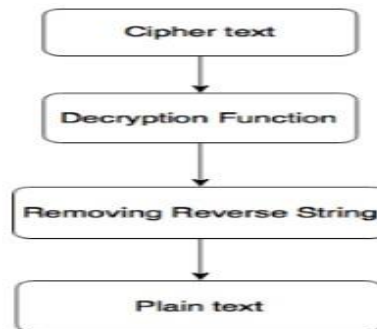 Cipher text
Decryption Function
Removing Reverse String
Plain text